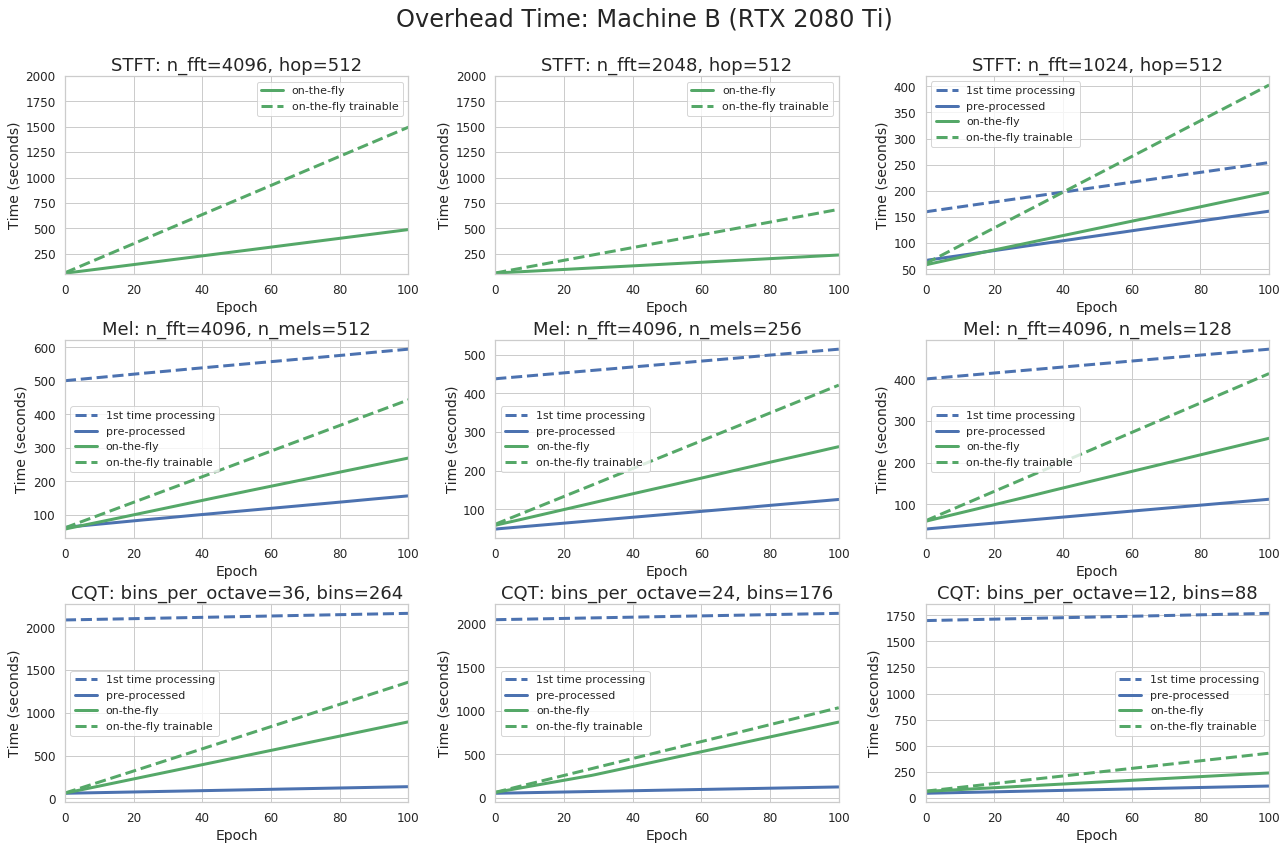 Overhead Time: Machine B (RTX 2080 Ti)
STFT: n_fft=4096, hop=512
2000
1750
1500
1250
1000
750
500
250
Time (seconds)
on-the-fly
on-the-fly trainable
0 20 40 60 80 100
Epoch
STFT: n_fft=2048, hop=512
2000
1750
1500
1250
1000
750
500
250
Time (seconds)
on-the-fly
on-the-fly trainable
0 20 40 60 80 100
Epoch
STFT: n_fft=1024, hop=512
400
350
300
250
200
150
100
50
Time (seconds)
1st time processing
pre-processed
on-the-fly
on-the-fly trainable
0 20 40 60 80 100
Epoch
Mel: n_fft=4096, n_mels=512
600
500
400
300
200
100
Time (seconds)
1st time processing
pre-processed
on-the-fly
on-the-fly trainable
0 20 40 60 80 100
Epoch
Mel: n_fft=4096, n_mels=256
500
400
300
200
100
Time (seconds)
1st time processing
pre-processed
on-the-fly
on-the-fly trainable
0 20 40 60 80 100
Epoch
Mel: n_fft=4096, n_mels=128
400
300
200
100
Time (seconds)
1st time processing
pre-processed
on-the-fly
on-the-fly trainable
0 20 40 60 80 100
Epoch
CQT: bins_per_octave=36, bins=264
2000
1500
1000
500
0
Time (seconds)
1st time processing
pre-processed
on-the-fly
on-the-fly trainable
0 20 40 60 80 100
Epoch
CQT: bins_per_octave=24, bins=176
2000
1500
1000
500
0
Time (seconds)
1st time processing
pre-processed
on-the-fly
on-the-fly trainable
0 20 40 60 80 100
Epoch
CQT: bins_per_octave=12, bins=88
1750
1500
1250
1000
750
500
250
0
Time (seconds)
1st time processing
pre-processed
on-the-fly
on-the-fly trainable
0 20 40 60 80 100
Epoch